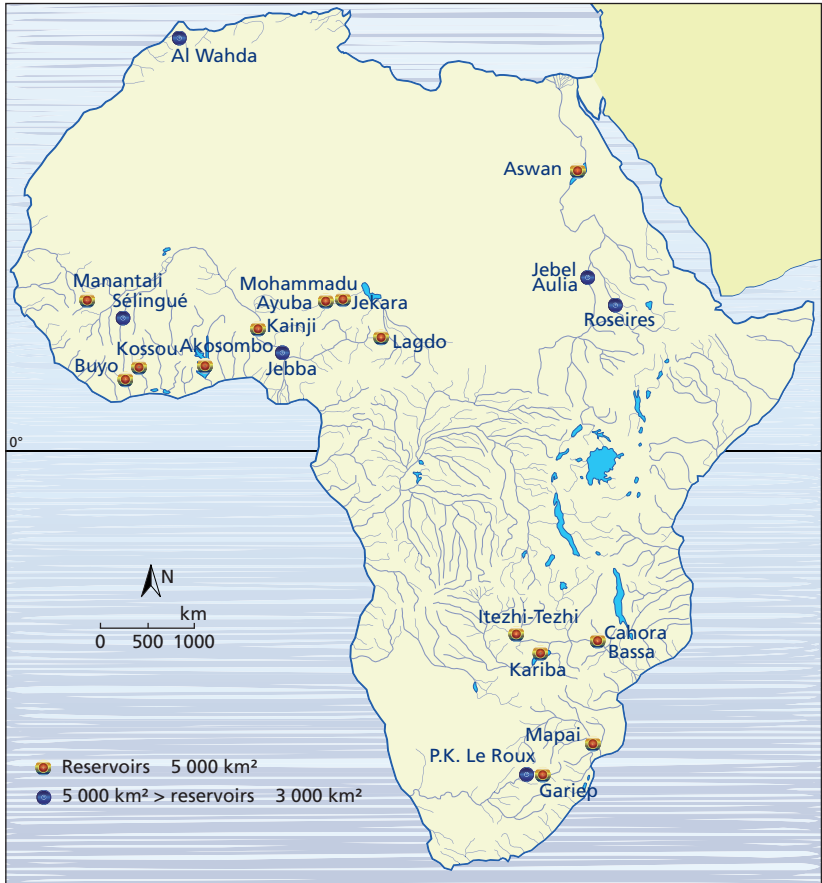 Al Wahda
Aswan
Jebel
Aulia
Roseires
Manantali
Sélingué
Mohammadu
Ayuba
Jekara
Kainji
Lagdo
Kossou
Akosombo
Buyo
Jebba
0°
N
km
0 500 1000
Itezhi-Tezhi
Cahora
Bassa
Kariba
Mapai
P.K. Le Roux
Gariep
Reservoirs 5 000 km²
5 000 km² > reservoirs 3 000 km²